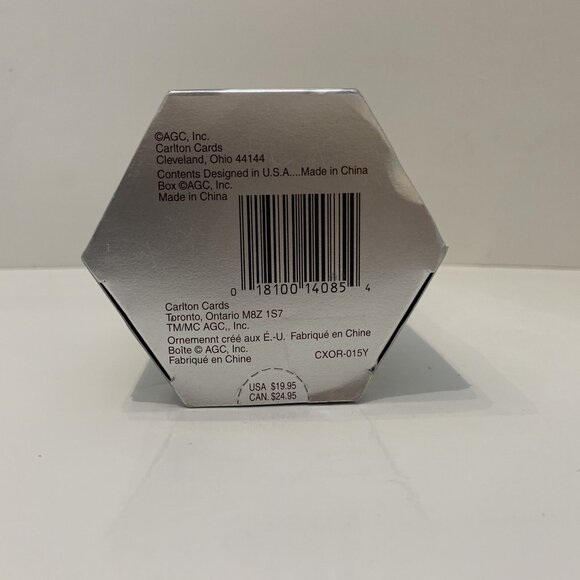 ©AGC, Inc.
Carlton Cards
Cleveland, Ohio 44144
Contents Designed in U.S.A....Made in China
Box ©AGC, Inc.
Made in China
0 18100 14085 4
Carlton Cards
Toronto, Ontario M8Z 1S7
TM/MC AGC,, Inc.
Ornemennt créé aux É.-U. Fabriqué en Chine
Boîte © AGC, Inc.
Fabriqué en Chine
CXOR-015Y
USA $19.95
CAN. $24.95